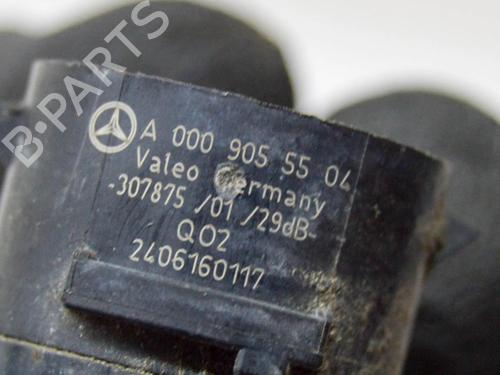 B-PARTS
A 000 905 55 04
Valeo Germany
-307875 /01 /29dB-
Q02
2406160117